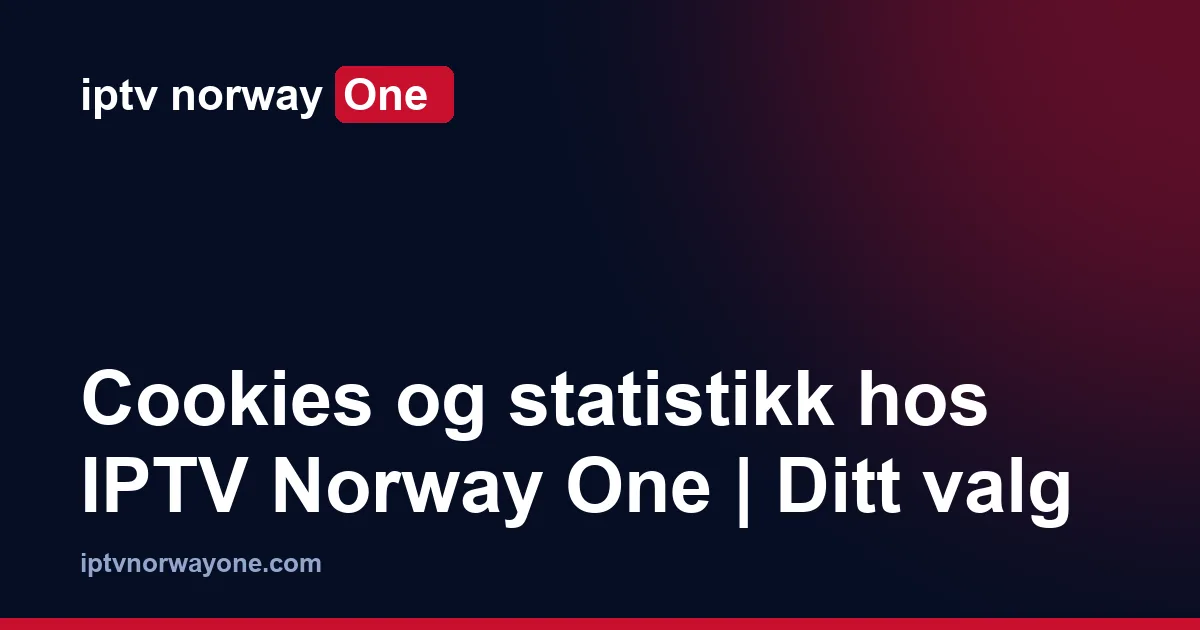 iptv norway One
Cookies og statistikk hos
IPTV Norway One | Ditt valg
iptvnorwayone.com